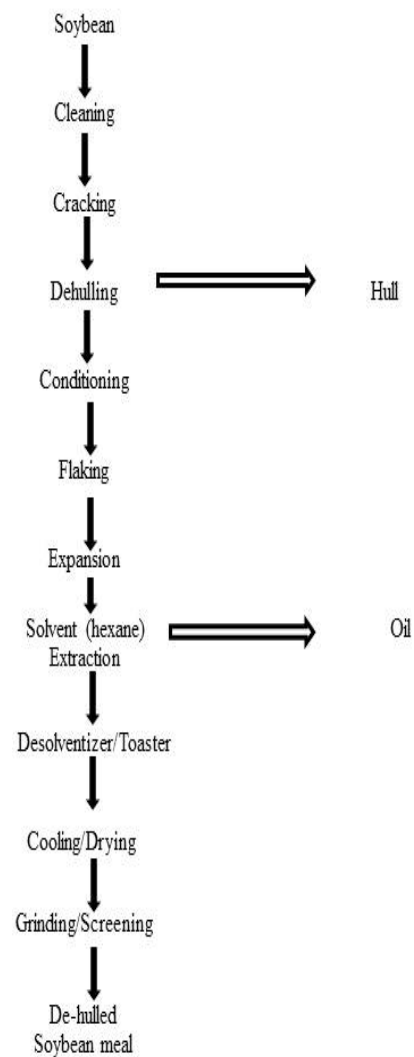 Soybean
Cleaning
Cracking
Dehulling
Hull
Conditioning
Flaking
Expansion
Solvent (hexane)
Extraction
Oil
Desolventizer/Toaster
Cooling/Drying
Grinding/Screening
De-hulled
Soybean meal